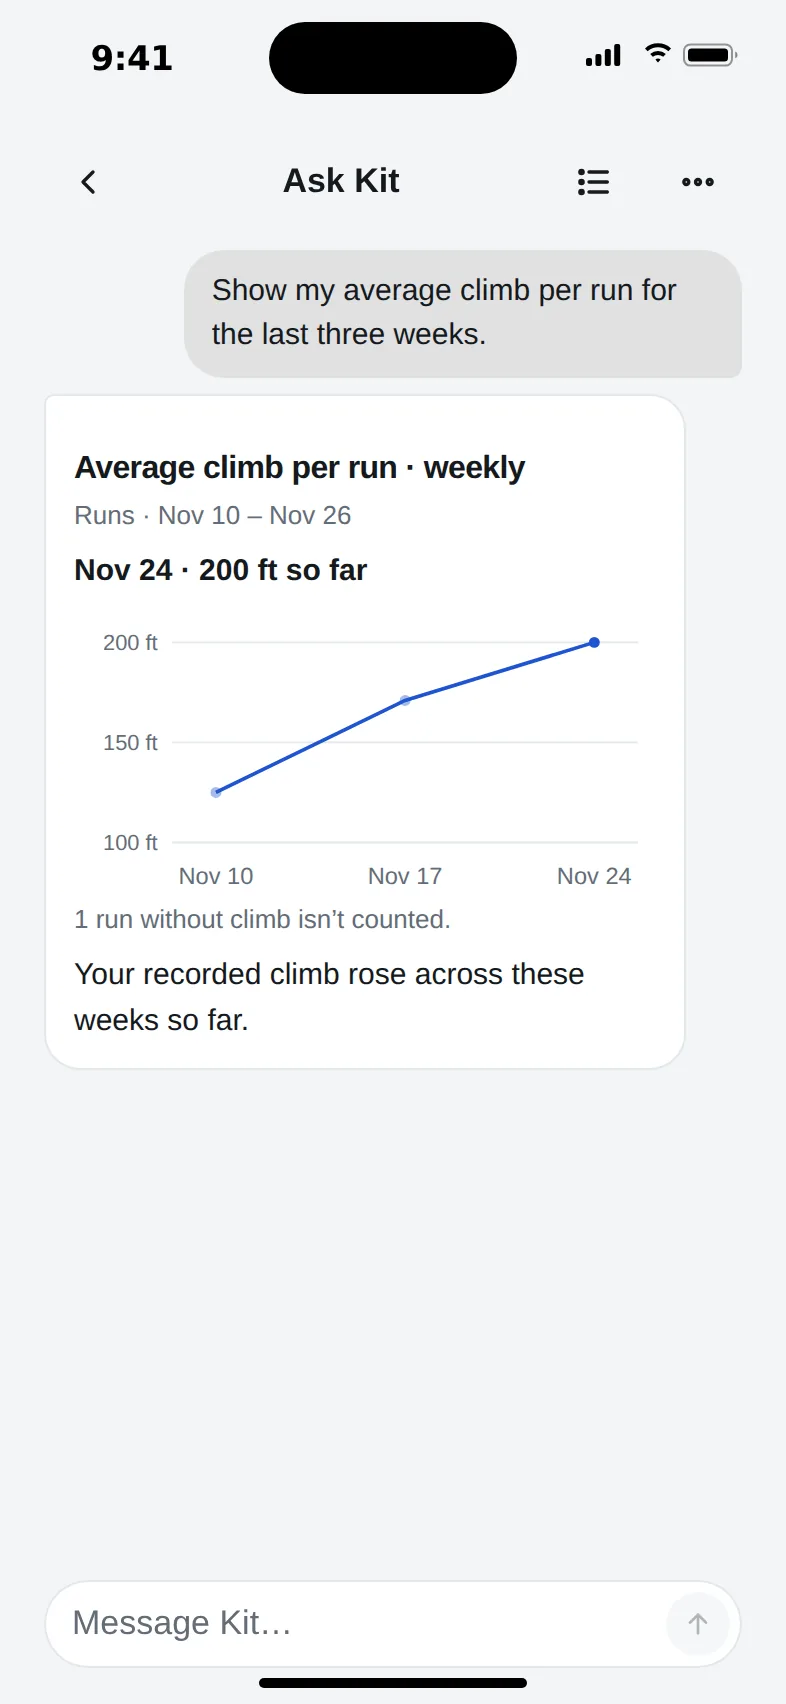 9:41
Ask Kit
Show my average climb per run for
the last three weeks.
Average climb per run · weekly
Runs · Nov 10 – Nov 26
Nov 24 · 200 ft so far
200 ft
150 ft
100 ft
Nov 10 Nov 17 Nov 24
1 run without climb isn’t counted.
Your recorded climb rose across these
weeks so far.
Message Kit…